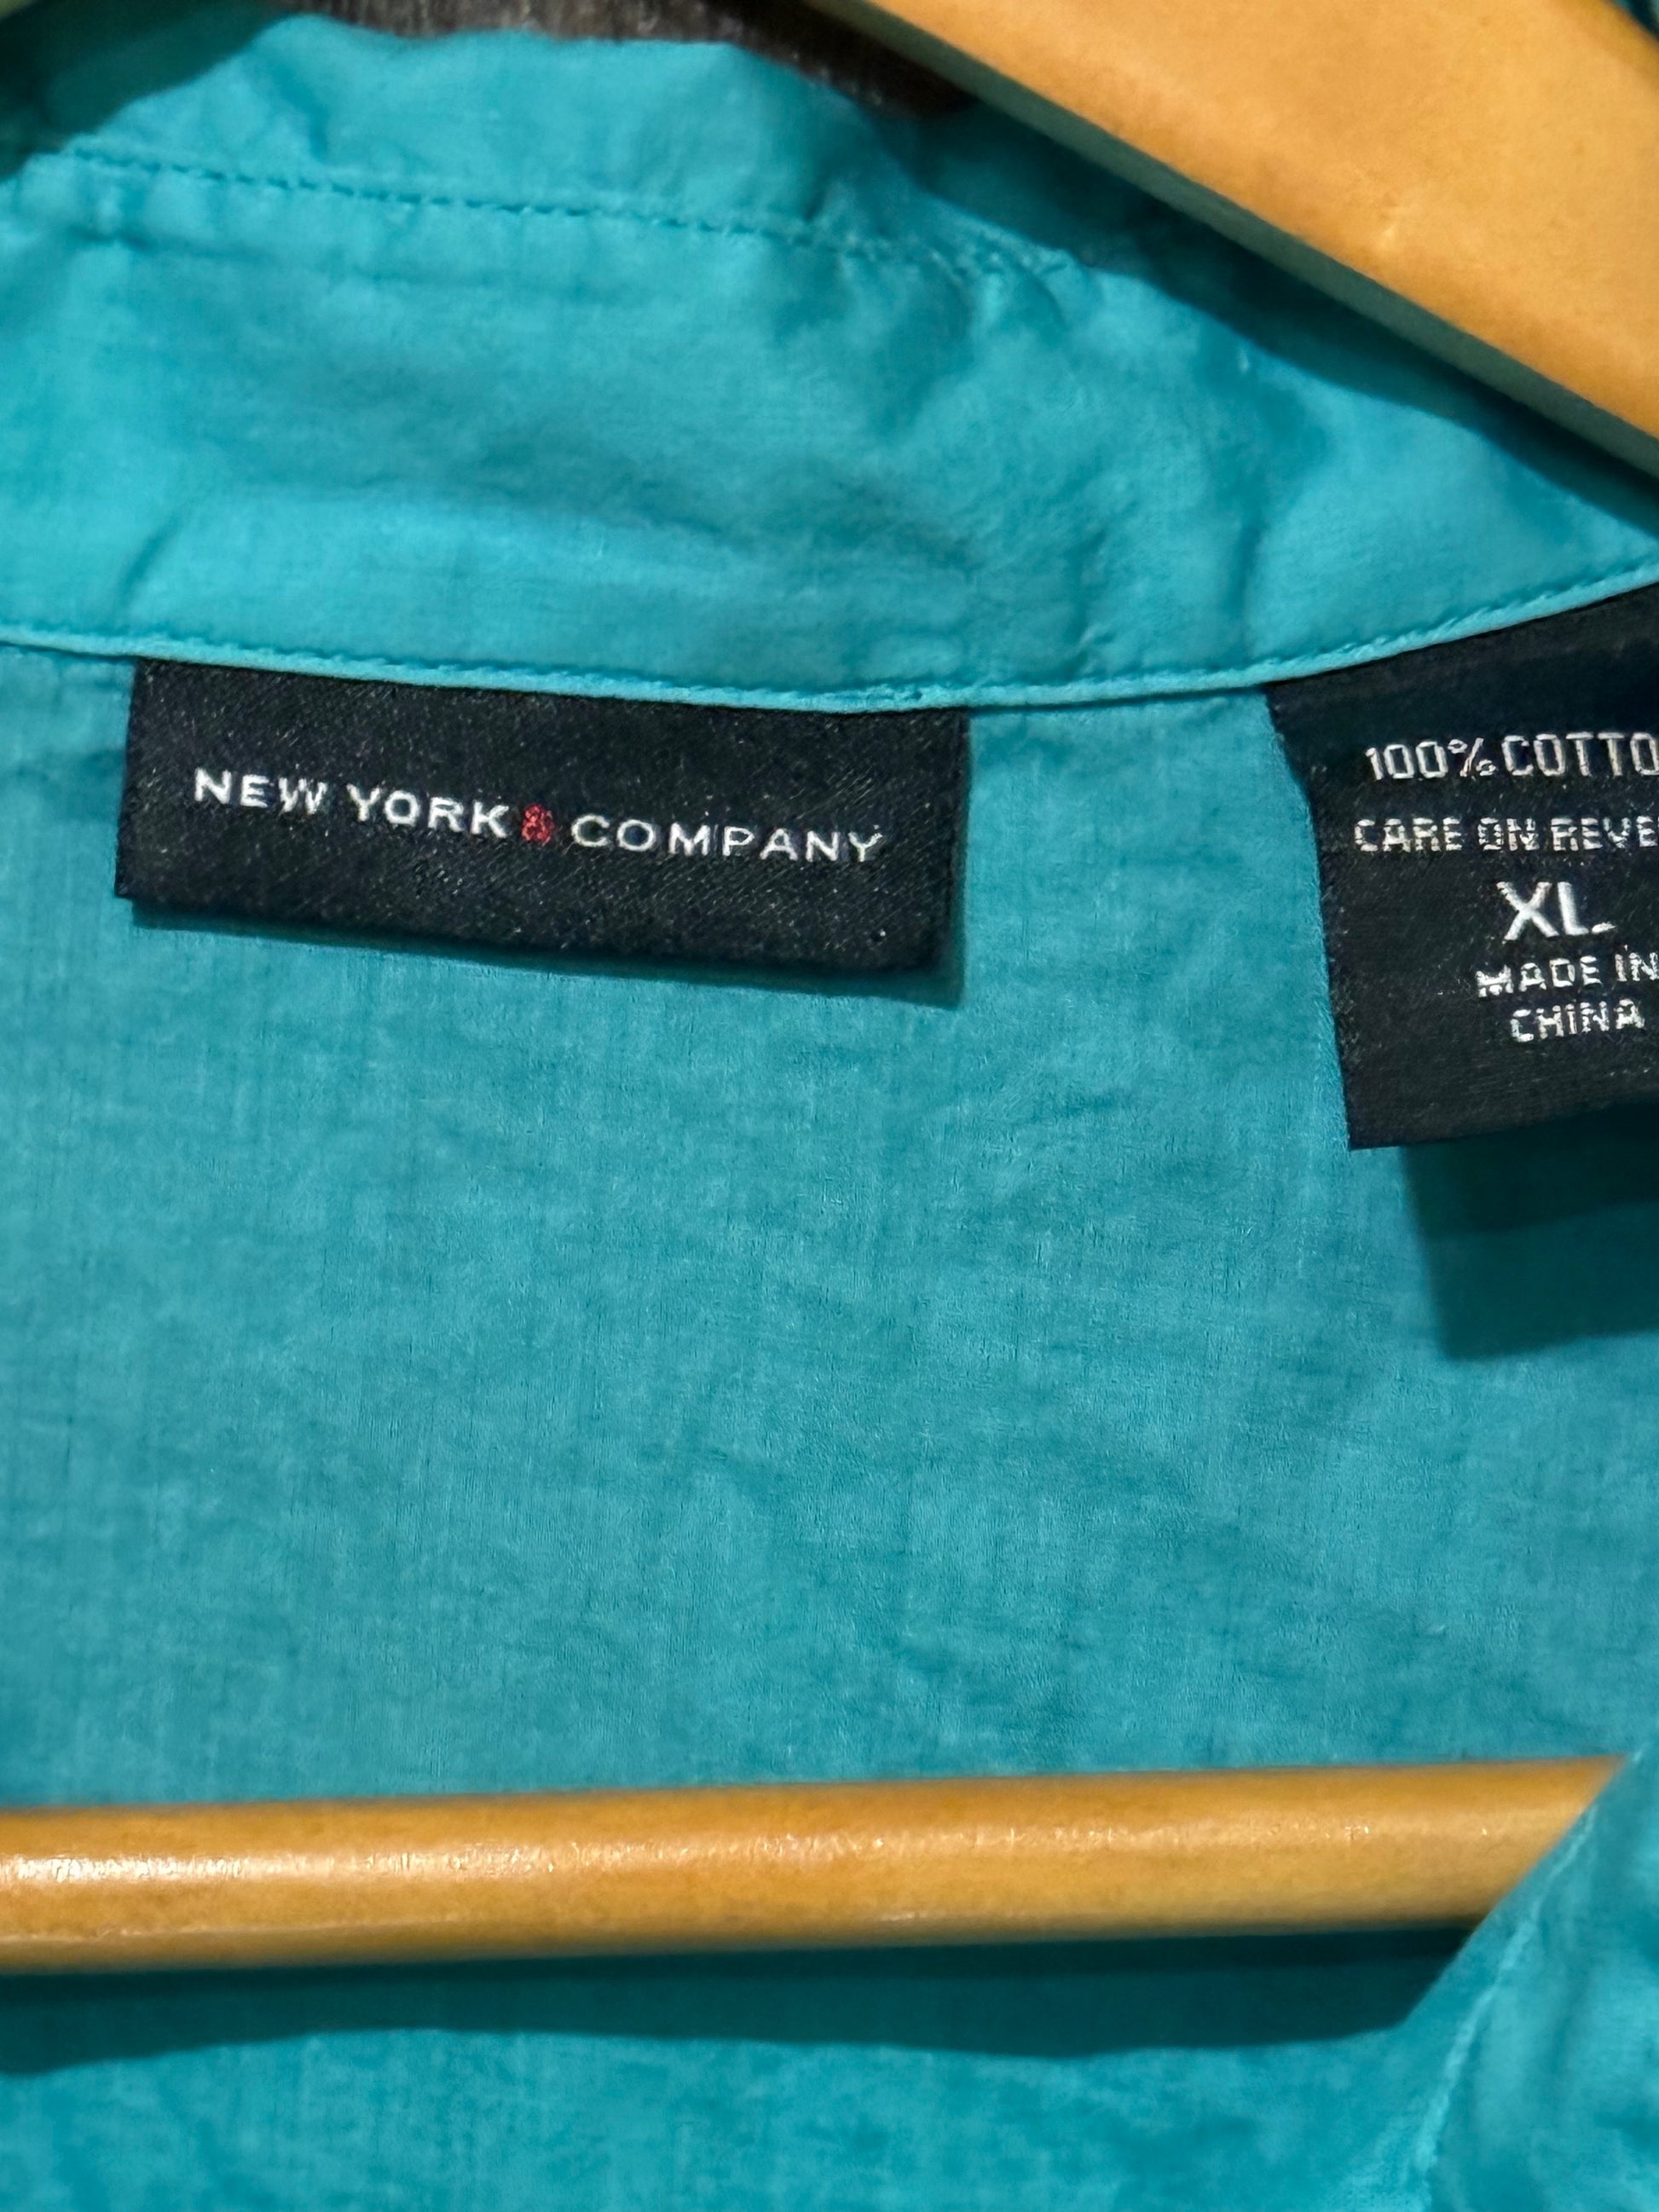 NEW YORK & COMPANY
100% COTTO
CARE ON REVE
XL
MADE IN
CHINA